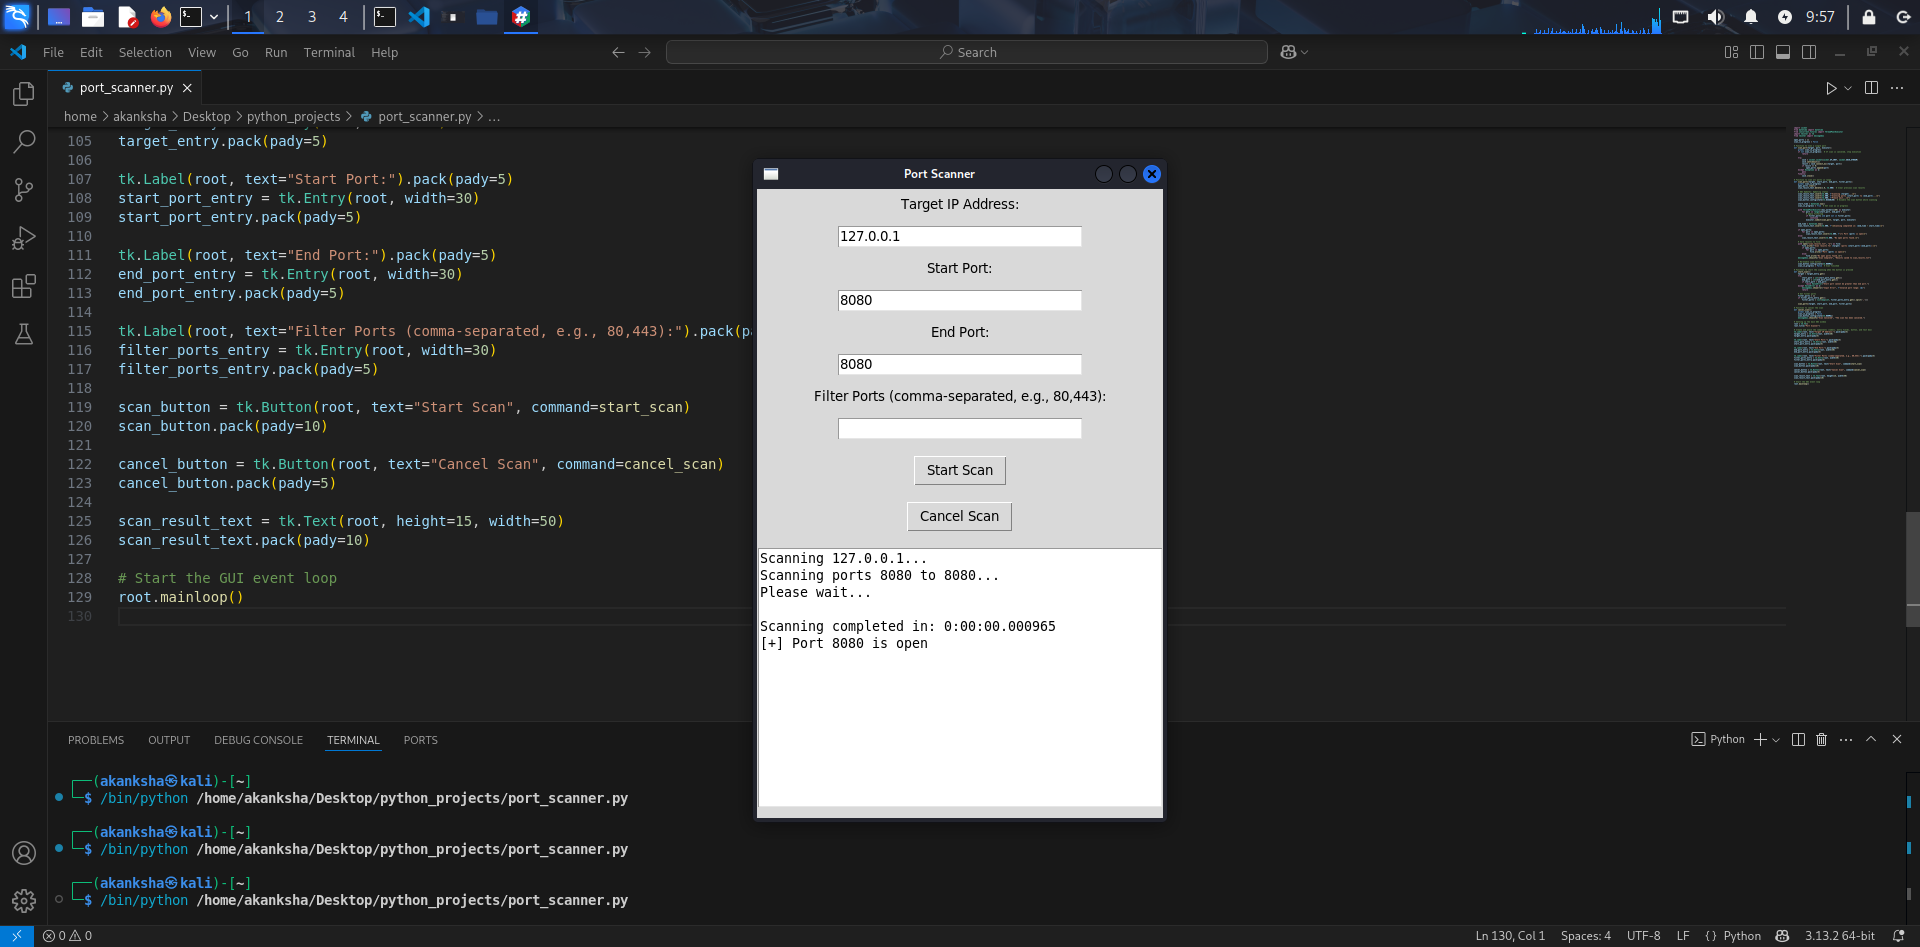 1 2 3 4 9:57
File Edit Selection View Go Run Terminal Help Search
port_scanner.py
home > akanksha > Desktop > python_projects > port_scanner.py > ...
105 target_entry.pack(pady=5)
106
107 tk.Label(root, text="Start Port:").pack(pady=5)
108 start_port_entry = tk.Entry(root, width=30)
109 start_port_entry.pack(pady=5)
110
111 tk.Label(root, text="End Port:").pack(pady=5)
112 end_port_entry = tk.Entry(root, width=30)
113 end_port_entry.pack(pady=5)
114
115 tk.Label(root, text="Filter Ports (comma-separated, e.g., 80,443):").pack(p
116 filter_ports_entry = tk.Entry(root, width=30)
117 filter_ports_entry.pack(pady=5)
118
119 scan_button = tk.Button(root, text="Start Scan", command=start_scan)
120 scan_button.pack(pady=10)
121
122 cancel_button = tk.Button(root, text="Cancel Scan", command=cancel_scan)
123 cancel_button.pack(pady=5)
124
125 scan_result_text = tk.Text(root, height=15, width=50)
126 scan_result_text.pack(pady=10)
127
128 # Start the GUI event loop
129 root.mainloop()
130
Port Scanner
Target IP Address:
127.0.0.1
Start Port:
8080
End Port:
8080
Filter Ports (comma-separated, e.g., 80,443):
Start Scan
Cancel Scan
Scanning 127.0.0.1...
Scanning ports 8080 to 8080...
Please wait...
Scanning completed in: 0:00:00.000965
[+] Port 8080 is open
PROBLEMS OUTPUT DEBUG CONSOLE TERMINAL PORTS Python
┌──(akanksha㉿kali)-[~]
└─$ /bin/python /home/akanksha/Desktop/python_projects/port_scanner.py
┌──(akanksha㉿kali)-[~]
└─$ /bin/python /home/akanksha/Desktop/python_projects/port_scanner.py
┌──(akanksha㉿kali)-[~]
└─$ /bin/python /home/akanksha/Desktop/python_projects/port_scanner.py
0 0 Ln 130, Col 1 Spaces: 4 UTF-8 LF {} Python 3.13.2 64-bit